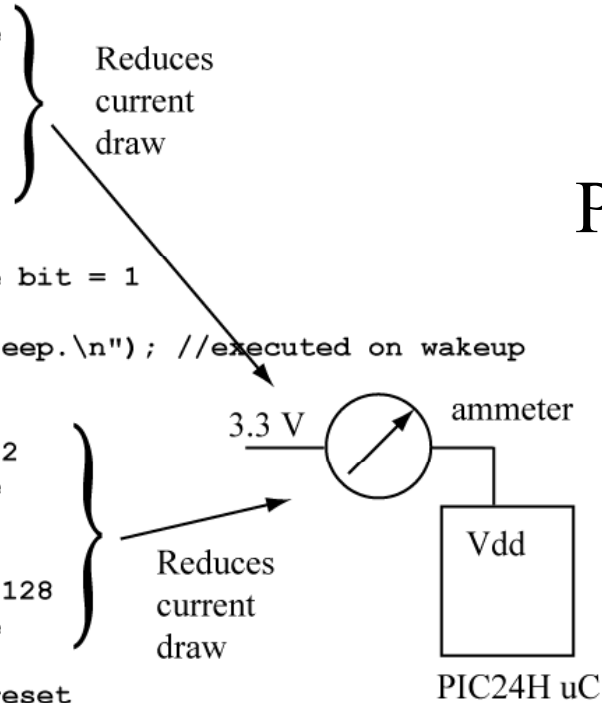 Reduces
current
draw
P
bit = 1
eep.\n"); //executed on wakeup
3.3 V
ammeter
2
Vdd
128
Reduces
current
draw
PIC24H uC
reset